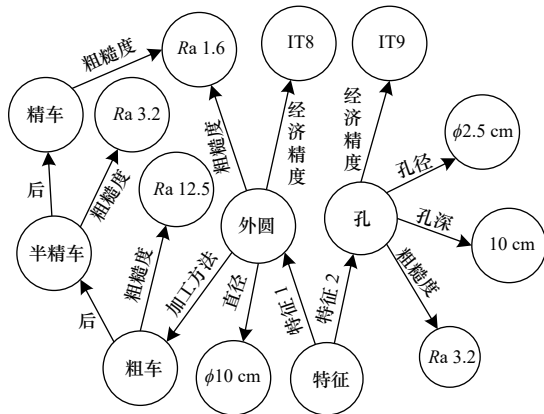 粗糙度
Ra 1.6
IT8
IT9
精车
Ra 3.2
经济精度
经济精度
ϕ2.5 cm
粗糙度
孔径
后
粗糙度
Ra 12.5
外圆
孔
孔深
10 cm
半精车
粗糙度
加工方法
直径
特征 1
特征 2
粗糙度
后
粗车
ϕ10 cm
特征
Ra 3.2